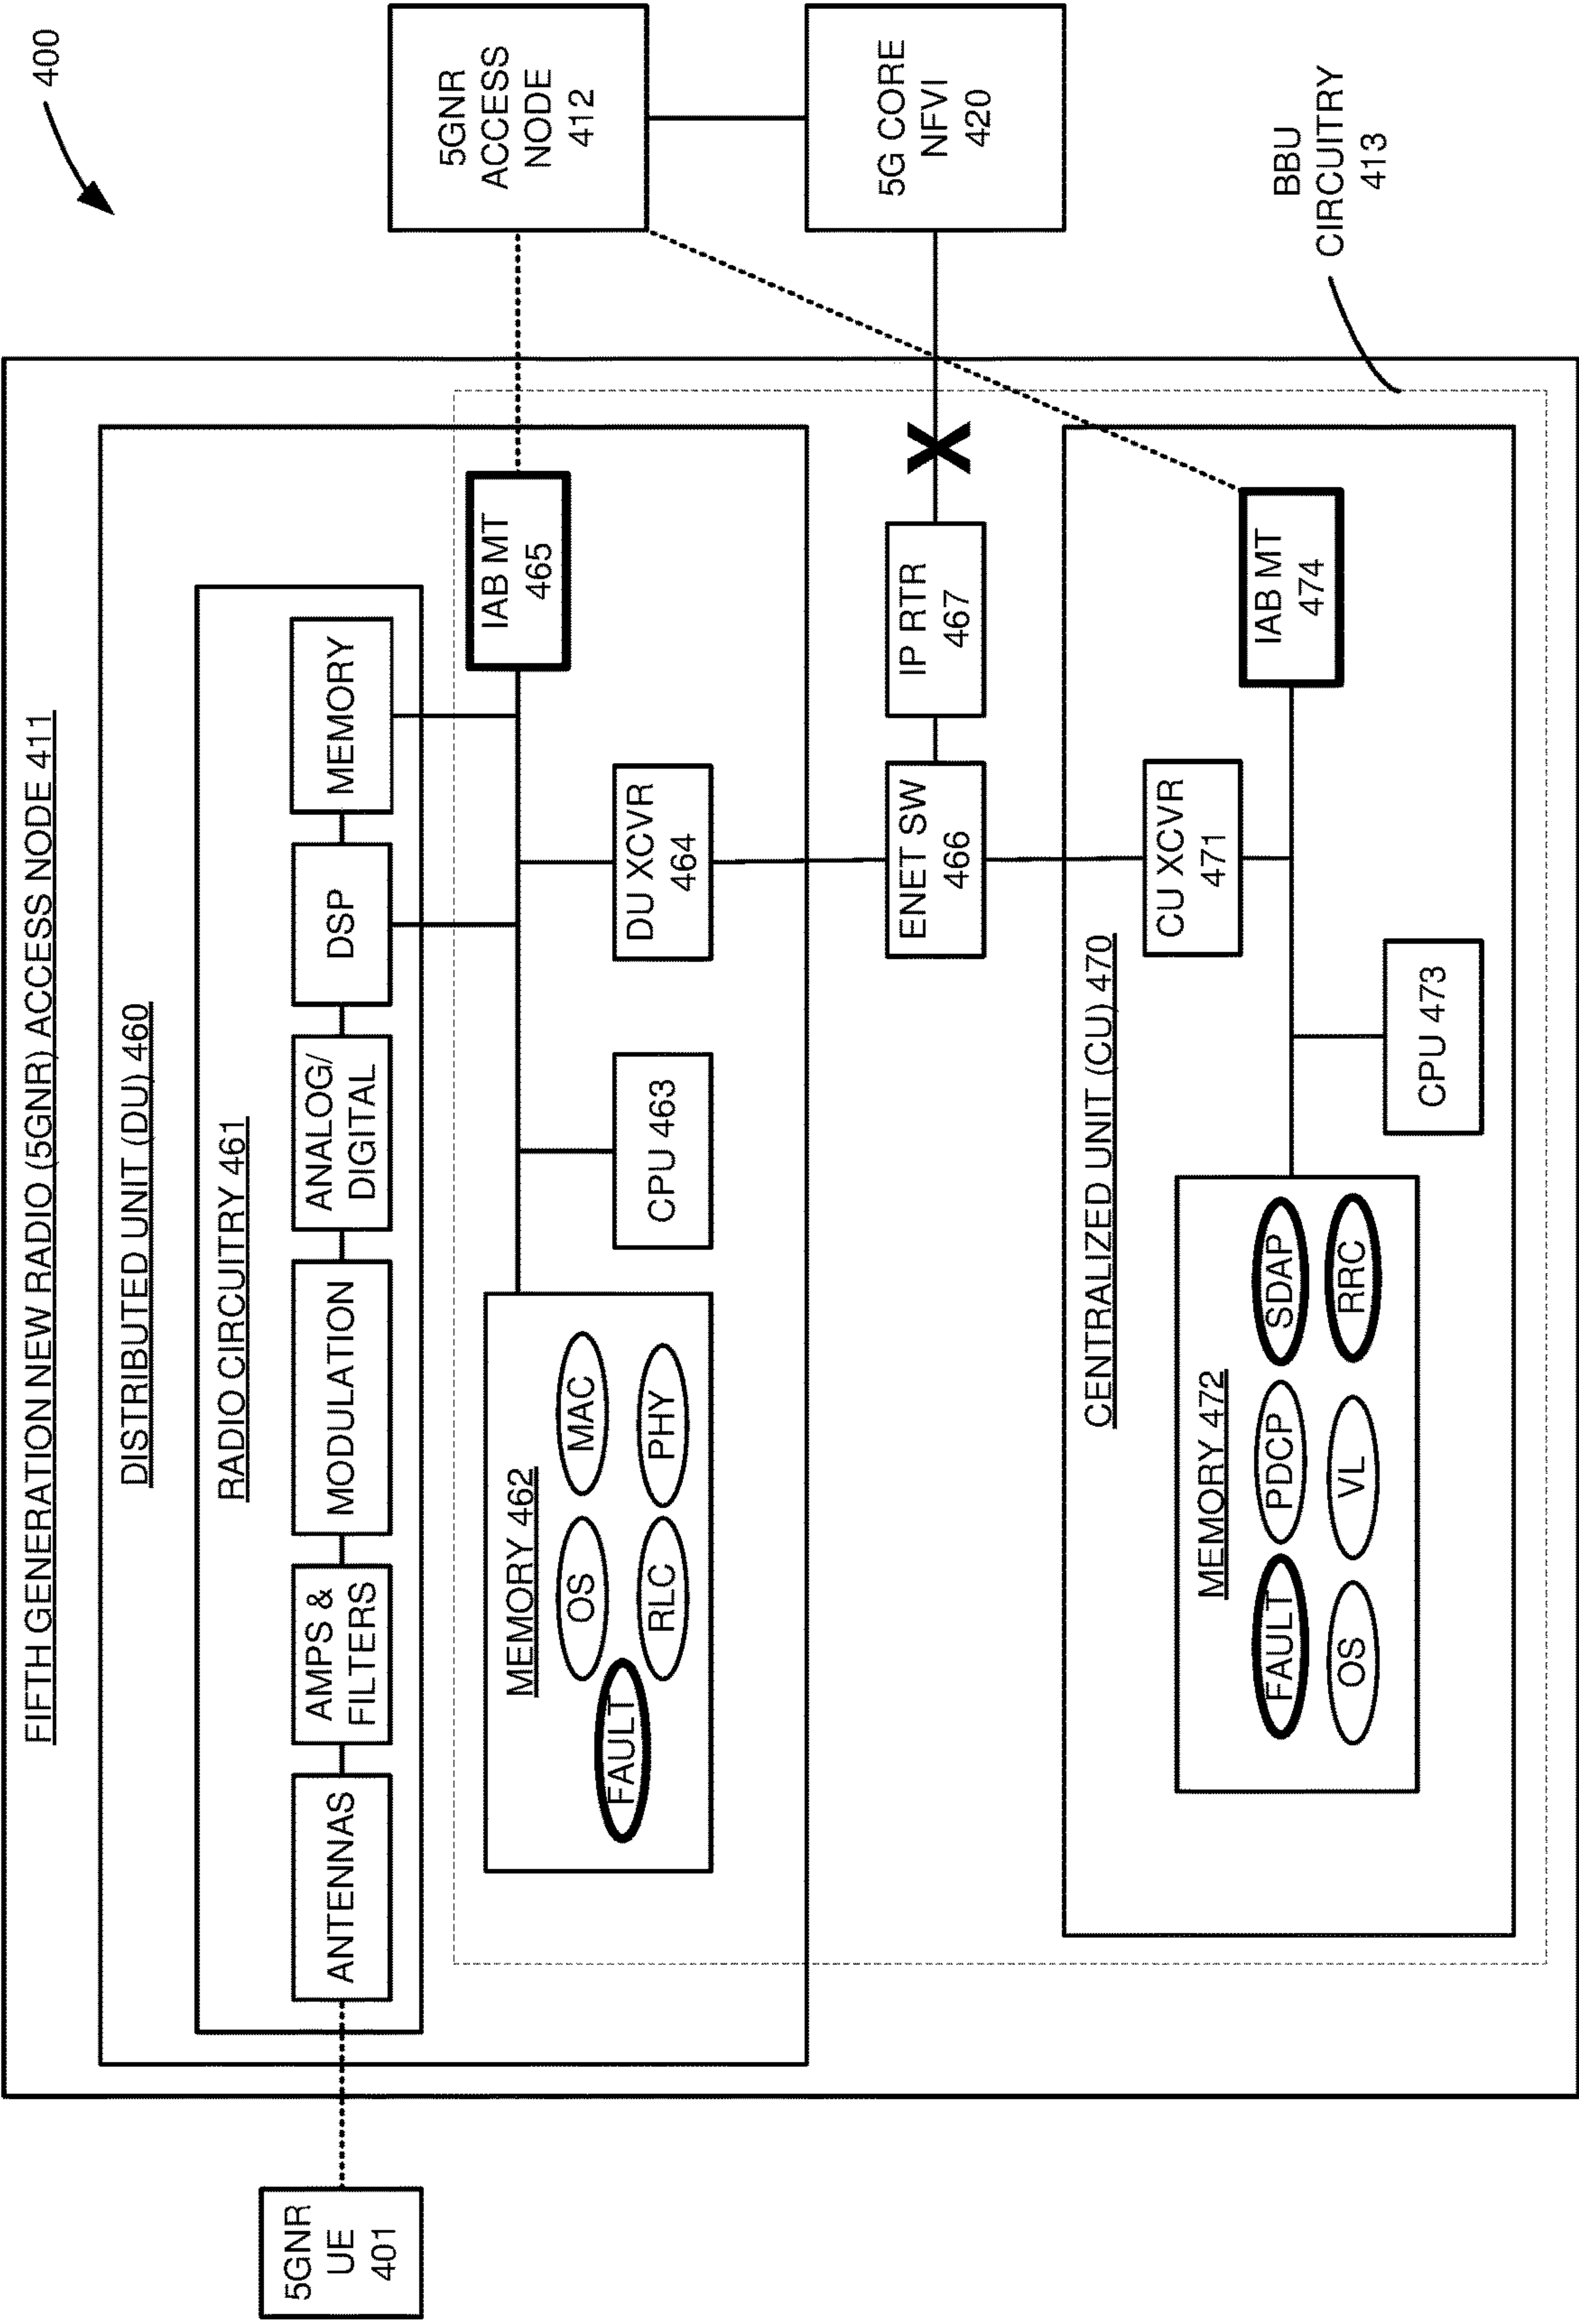 400
FIFTH GENERATION NEW RADIO (5GNR) ACCESS NODE 411
DISTRIBUTED UNIT (DU) 460
RADIO CIRCUITRY 461
5GNR
UE
401
ANTENNAS
AMPS &
FILTERS
MODULATION
ANALOG/
DIGITAL
DSP
MEMORY
MEMORY 462
FAULT
OS
MAC
RLC
PHY
CPU 463
DU XCVR
464
IAB MT
465
5GNR
ACCESS
NODE
412
ENET SW
466
IP RTR
467
X
5G CORE
NFVI
420
CENTRALIZED UNIT (CU) 470
CU XCVR
471
MEMORY 472
FAULT
PDCP
SDAP
OS
VL
RRC
CPU 473
IAB MT
474
BBU
CIRCUITRY
413